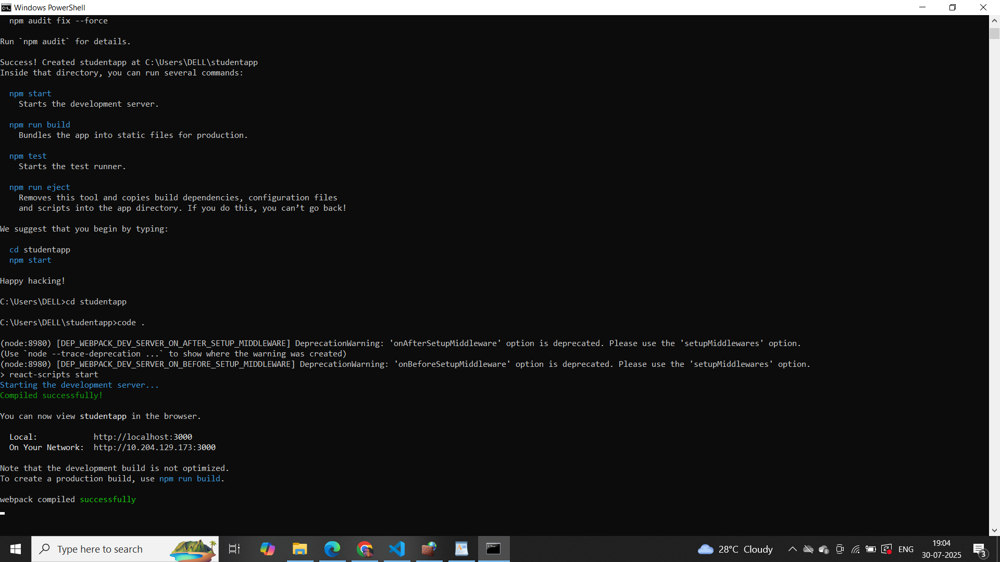 Windows PowerShell
npm audit fix --force
Run `npm audit` for details.
Success! Created studentapp at C:\Users\DELL\studentapp
Inside that directory, you can run several commands:
npm start
Starts the development server.
npm run build
Bundles the app into static files for production.
npm test
Starts the test runner.
npm run eject
Removes this tool and copies build dependencies, configuration files
and scripts into the app directory. If you do this, you can’t go back!
We suggest that you begin by typing:
cd studentapp
npm start
Happy hacking!
C:\Users\DELL>cd studentapp
C:\Users\DELL\studentapp>code .
(node:8980) [DEP_WEBPACK_DEV_SERVER_ON_AFTER_SETUP_MIDDLEWARE] DeprecationWarning: 'onAfterSetupMiddleware' option is deprecated. Please use the 'setupMiddlewares' option.
(Use `node --trace-deprecation ...` to show where the warning was created)
(node:8980) [DEP_WEBPACK_DEV_SERVER_ON_BEFORE_SETUP_MIDDLEWARE] DeprecationWarning: 'onBeforeSetupMiddleware' option is deprecated. Please use the 'setupMiddlewares' option.
> react-scripts start
Starting the development server...
Compiled successfully!
You can now view studentapp in the browser.
Local: http://localhost:3000
On Your Network: http://10.204.129.173:3000
Note that the development build is not optimized.
To create a production build, use npm run build.
webpack compiled successfully
Type here to search
28°C Cloudy
ENG
19:04
30-07-2025
3